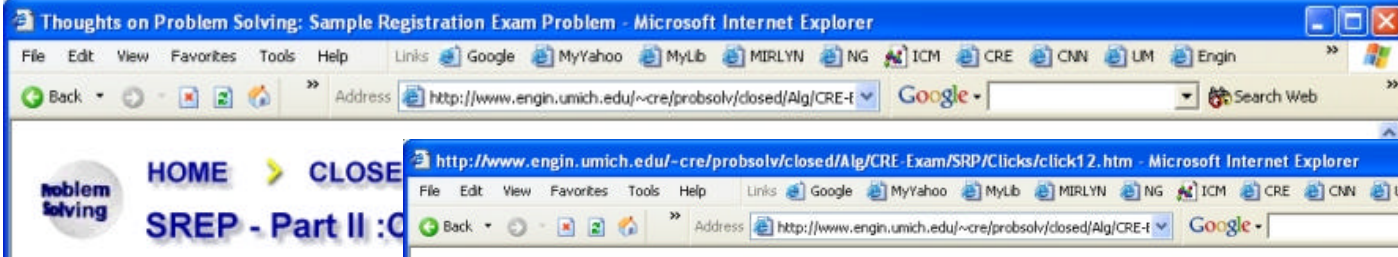 Thoughts on Problem Solving: Sample Registration Exam Problem - Microsoft Internet Explorer
File Edit View Favorites Tools Help Links Google MyYahoo MyLib MIRLYN NG ICM CRE CNN UM Engin »
Back » Address http://www.engin.umich.edu/~cre/probsolv/closed/Alg/CRE-E Google Search Web »
Problem
Solving
HOME > CLOSE
SREP - Part II :C
http://www.engin.umich.edu/~cre/probsolv/closed/Alg/CRE-Exam/SRP/Clicks/click12.htm - Microsoft Internet Explorer
File Edit View Favorites Tools Help Links Google MyYahoo MyLib MIRLYN NG ICM CRE CNN
Back » Address http://www.engin.umich.edu/~cre/probsolv/closed/Alg/CRE-E Google